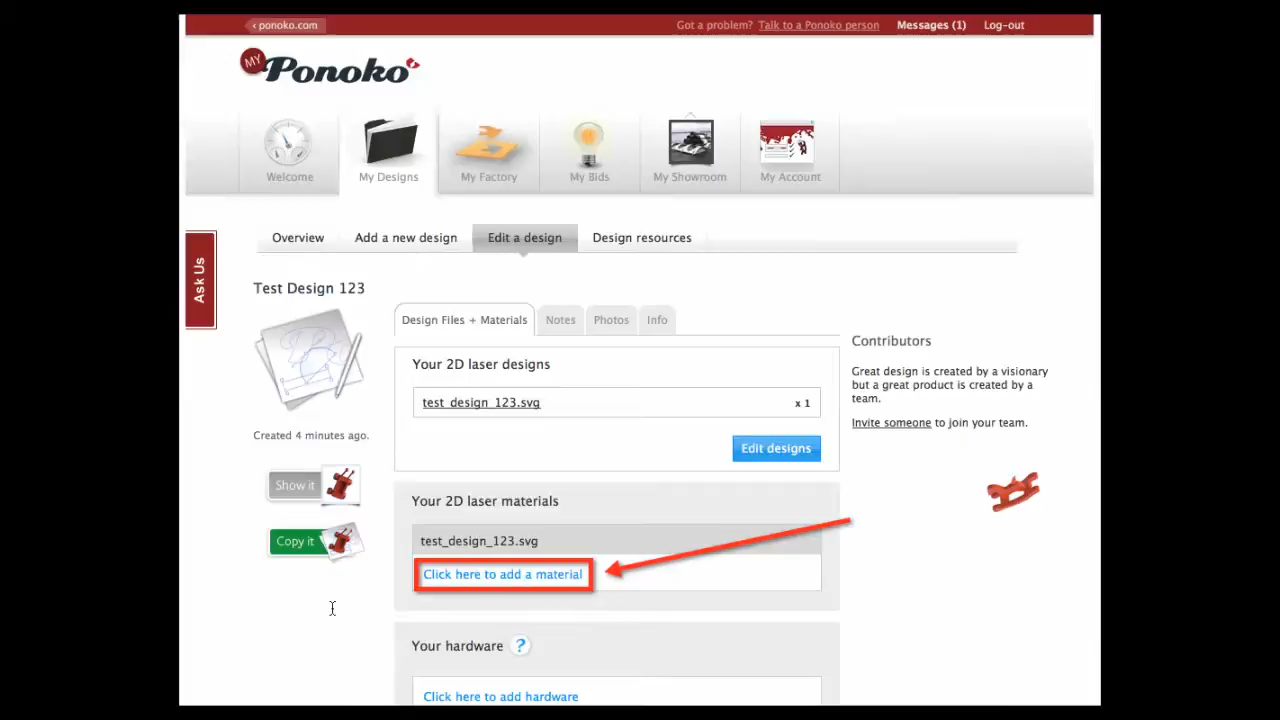 ‹ ponoko.com
Got a problem? Talk to a Ponoko person Messages (1) Log-out
MY Ponoko
Welcome
My Designs
My Factory
My Bids
My Showroom
My Account
Overview
Add a new design
Edit a design
Design resources
Ask Us
Test Design 123
Created 4 minutes ago.
Show it
Copy it
Design Files + Materials
Notes
Photos
Info
Your 2D laser designs
test_design_123.svg x 1
Edit designs
Your 2D laser materials
test_design_123.svg
Click here to add a material
Your hardware ?
Click here to add hardware
Contributors
Great design is created by a visionary
but a great product is created by a
team.
Invite someone to join your team.